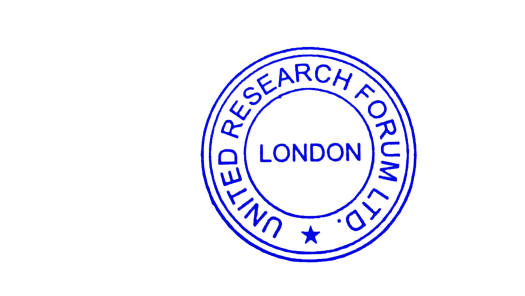 UNITED RESEARCH FORUM LTD.
LONDON